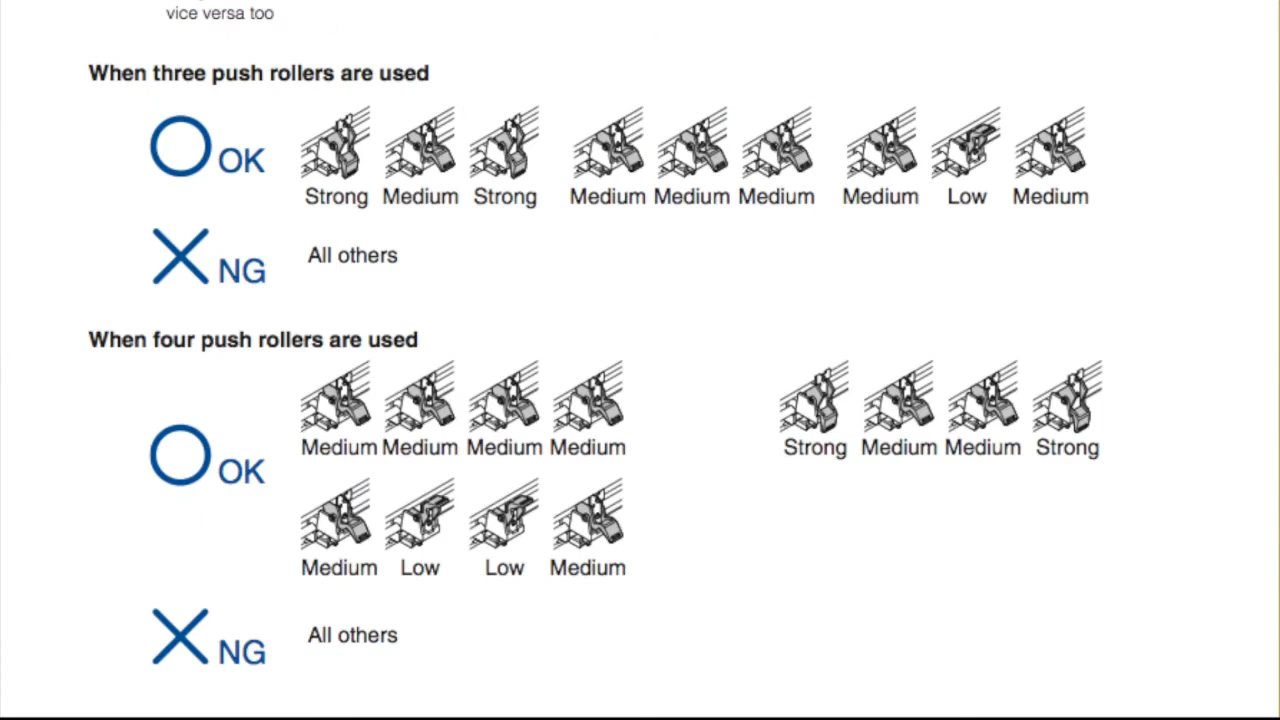 vice versa too
When three push rollers are used
OK
Strong Medium Strong Medium Medium Medium Medium Low Medium
NG All others
When four push rollers are used
Medium Medium Medium Medium Strong Medium Medium Strong
OK
Medium Low Low Medium
NG All others